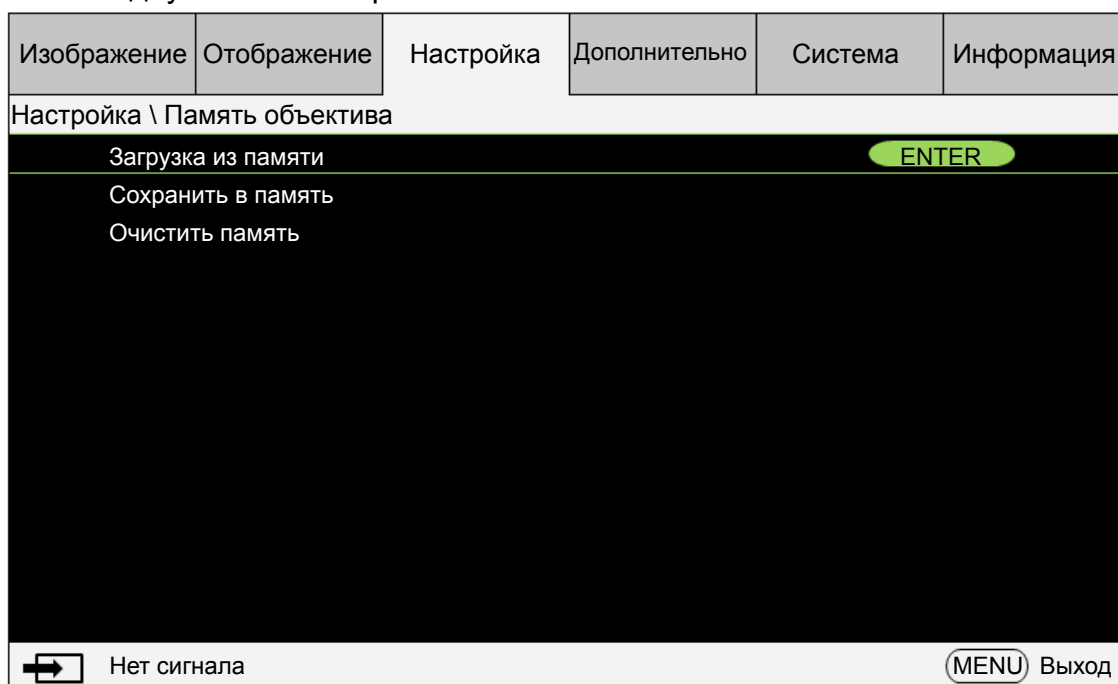 Изображение Отображение Настройка Дополнительно Система Информация
Настройка \ Память объектива
Загрузка из памяти ENTER
Сохранить в память
Очистить память
Нет сигнала MENU Выход